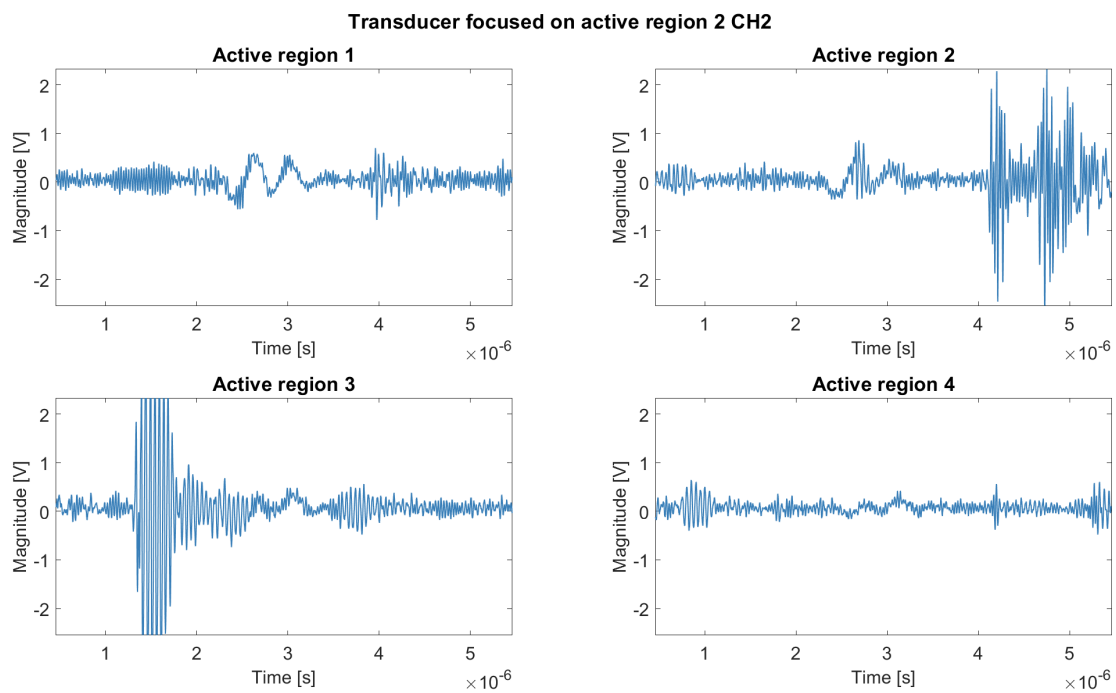 Transducer focused on active region 2 CH2
Active region 1
Magnitude [V]
2
1
0
-1
-2
1 2 3 4 5
Time [s]
×10-6
Active region 2
Magnitude [V]
2
1
0
-1
-2
1 2 3 4 5
Time [s]
×10-6
Active region 3
Magnitude [V]
2
1
0
-1
-2
1 2 3 4 5
Time [s]
×10-6
Active region 4
Magnitude [V]
2
1
0
-1
-2
1 2 3 4 5
Time [s]
×10-6